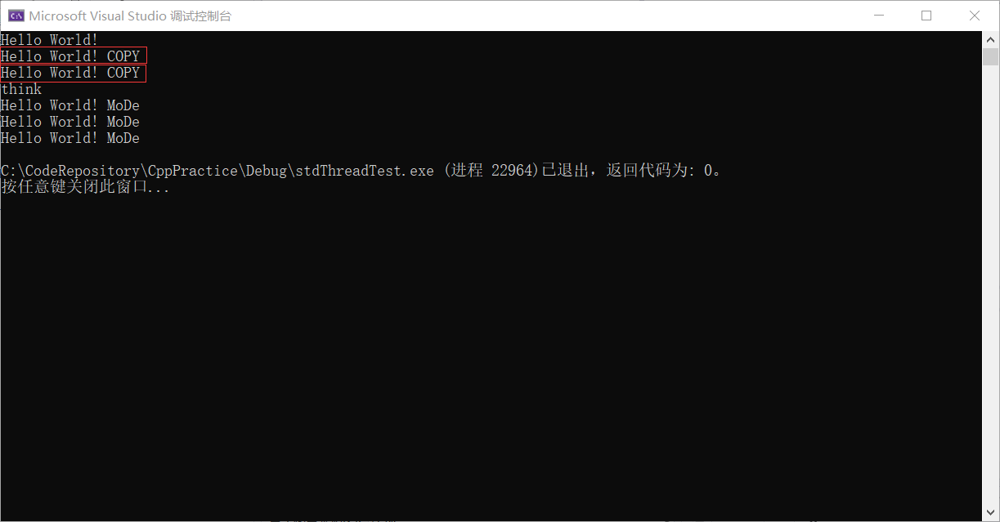 Microsoft Visual Studio 调试控制台
Hello World!
Hello World! COPY
Hello World! COPY
think
Hello World! MoDe
Hello World! MoDe
Hello World! MoDe
C:\CodeRepository\CppPractice\Debug\stdThreadTest.exe (进程 22964)已退出，返回代码为: 0。
按任意键关闭此窗口...